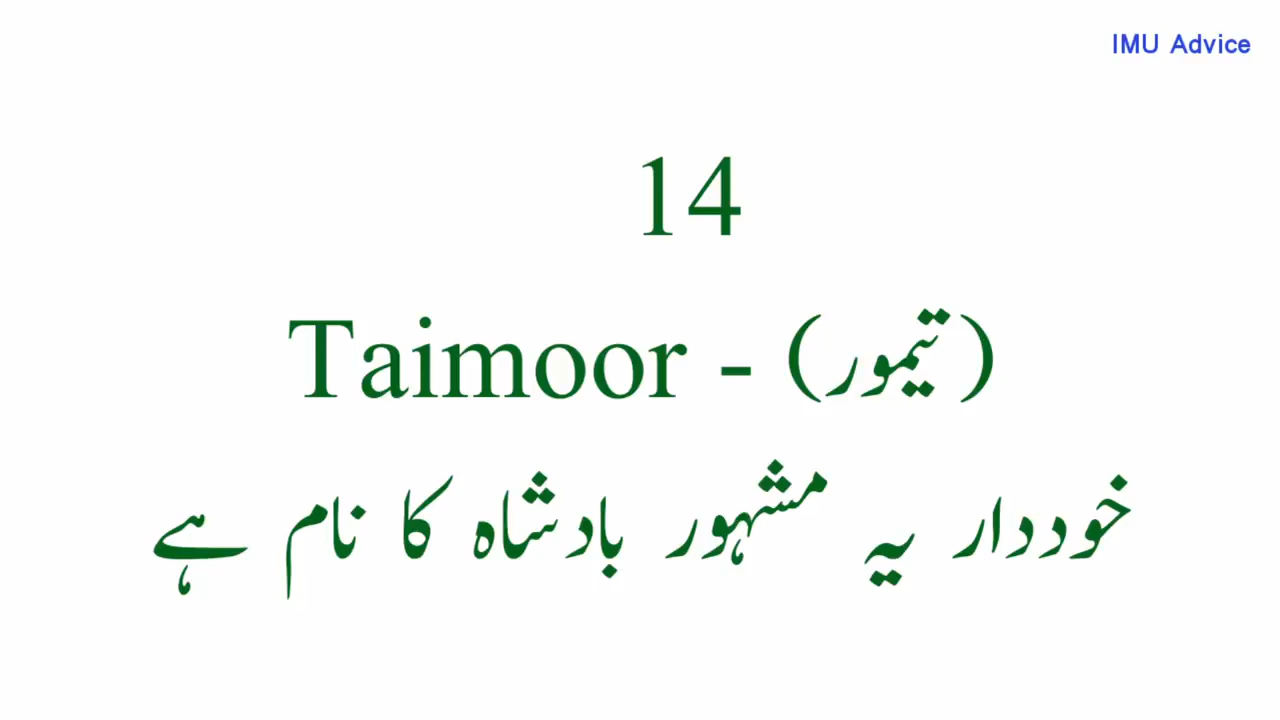 IMU Advice
14
Taimoor - (تیمور)
خوددار یہ مشہور بادشاہ کا نام ہے